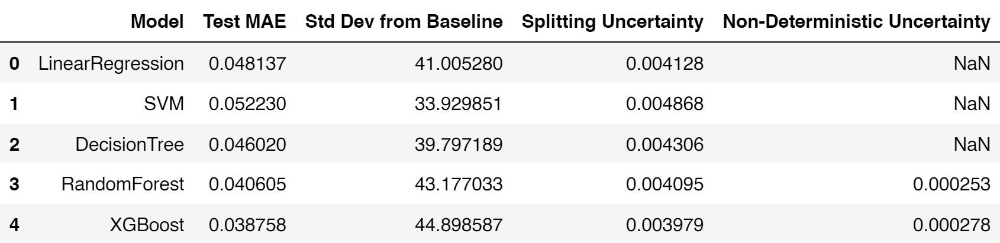 Model Test MAE Std Dev from Baseline Splitting Uncertainty Non-Deterministic Uncertainty
0 LinearRegression 0.048137 41.005280 0.004128 NaN
1 SVM 0.052230 33.929851 0.004868 NaN
2 DecisionTree 0.046020 39.797189 0.004306 NaN
3 RandomForest 0.040605 43.177033 0.004095 0.000253
4 XGBoost 0.038758 44.898587 0.003979 0.000278